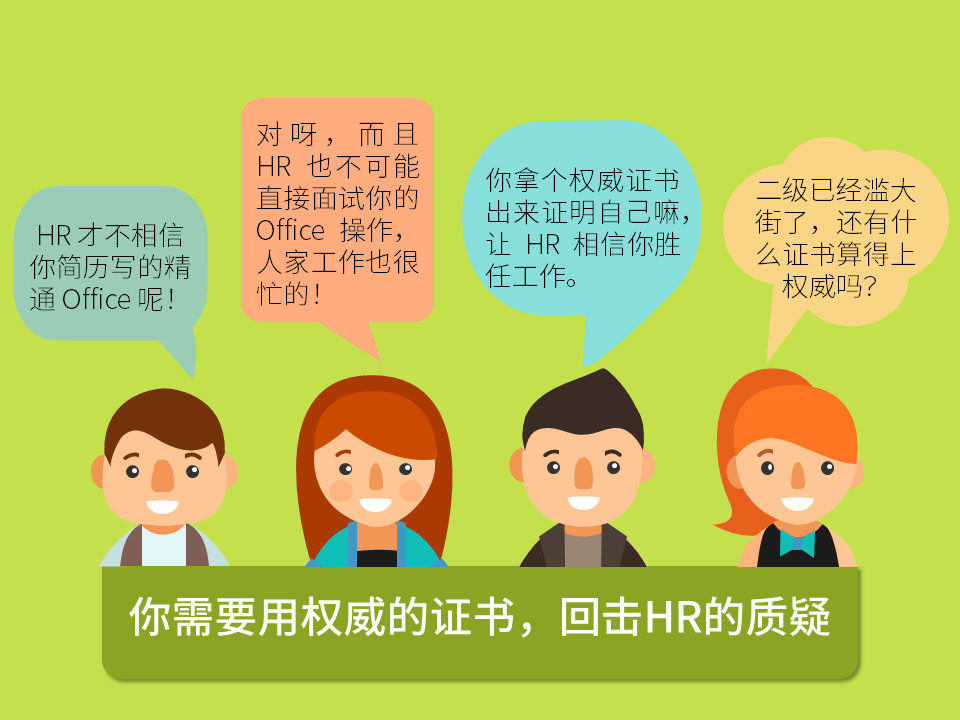 HR 才不相信
你简历写的精
通 Office 呢！
对呀，而且
HR 也不可能
直接面试你的
Office 操作，
人家工作也很
忙的！
你拿个权威证书
出来证明自己嘛，
让 HR 相信你胜
任工作。
二级已经滥大
街了，还有什
么证书算得上
权威吗？
你需要用权威的证书，回击HR的质疑